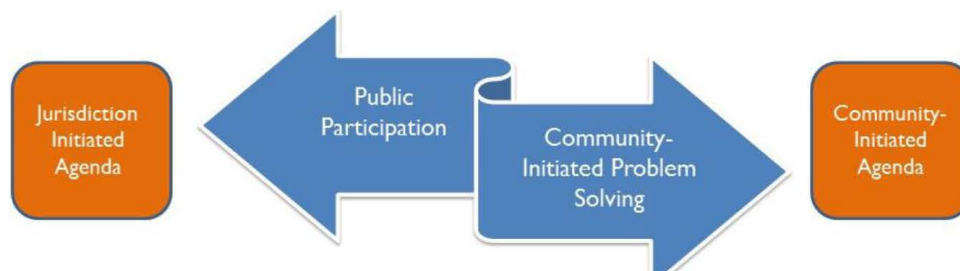 Jurisdiction
Initiated
Agenda
Public
Participation
Community-
Initiated Problem
Solving
Community-
Initiated
Agenda